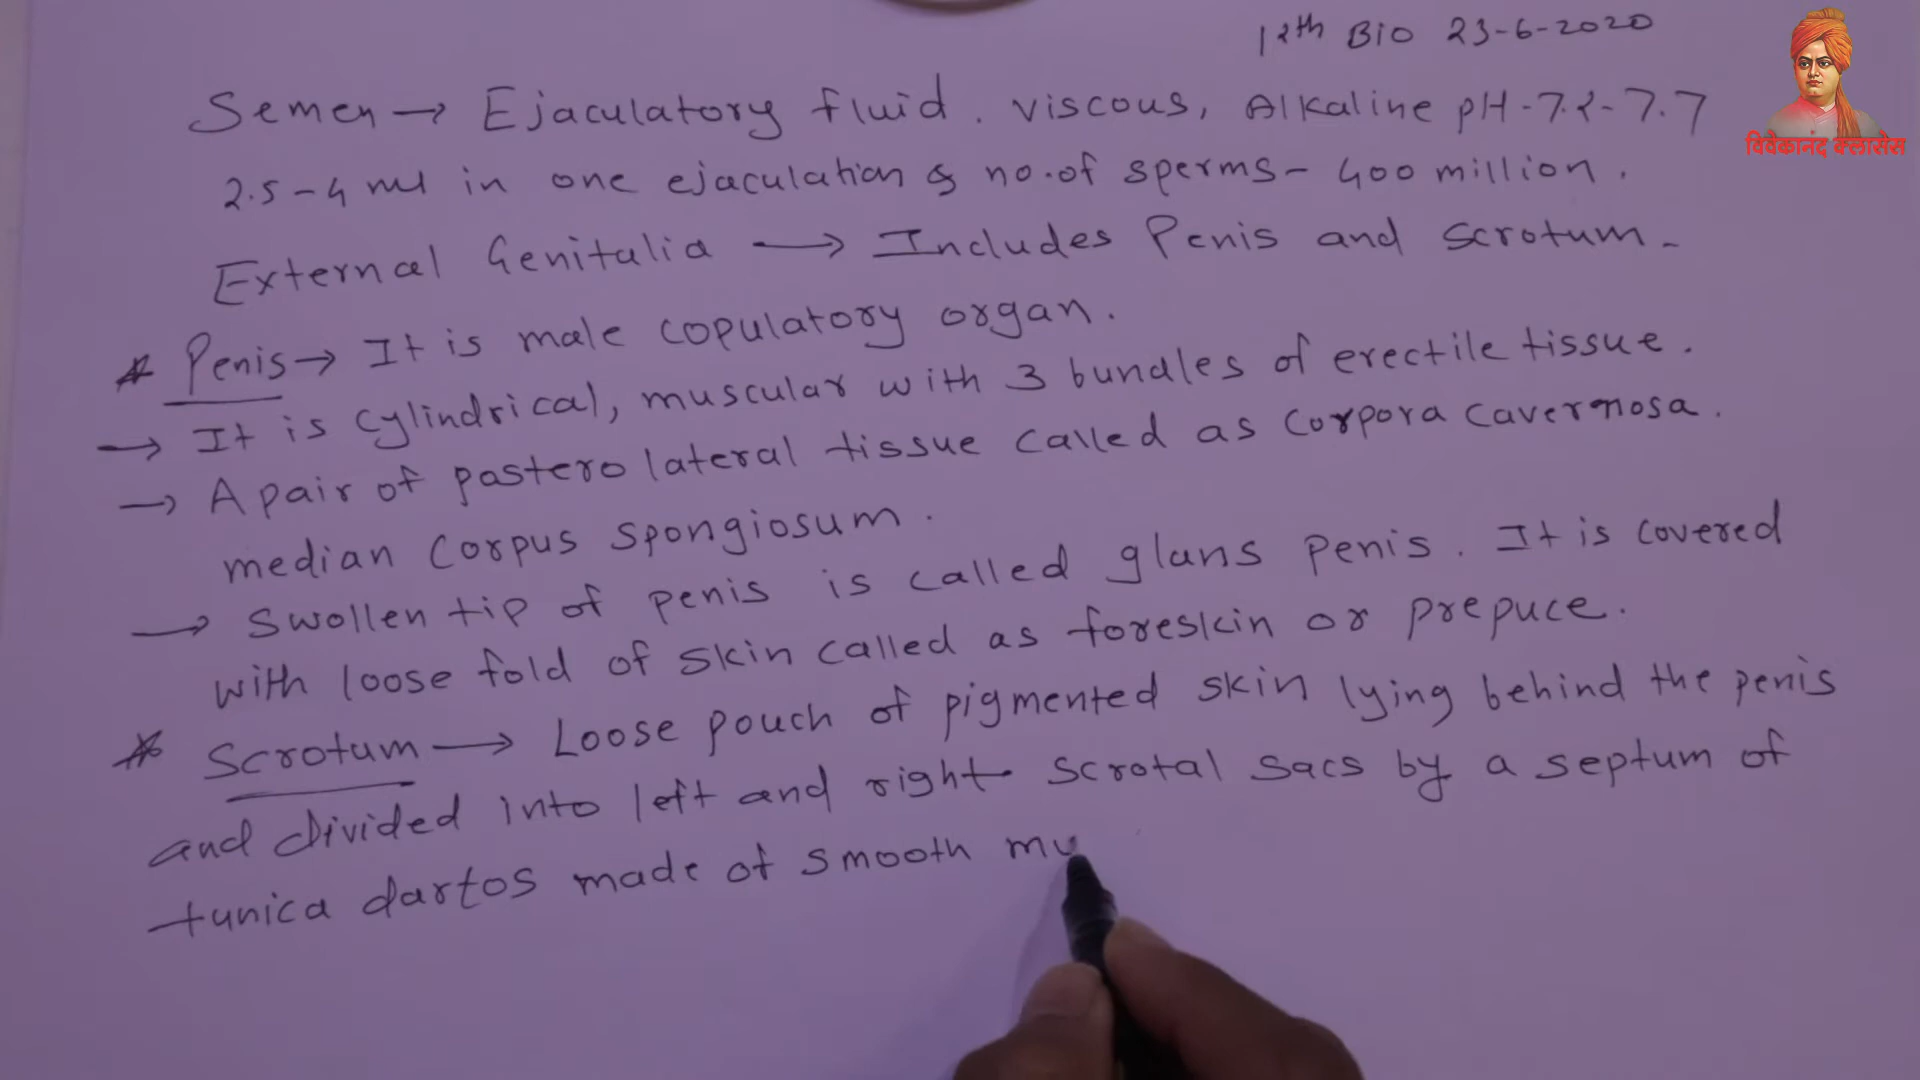 12th Bio 23-6-2020
विवेकानंद क्लासेस
Semen → Ejaculatory fluid. viscous, Alkaline pH-7.2-7.7
2.5-4 ml in one ejaculation & no. of sperms- 400 million.
External Genitalia → Includes Penis and scrotum.
* Penis → It is male copulatory organ.
→ It is cylindrical, muscular with 3 bundles of erectile tissue.
→ A pair of postero lateral tissue called as corpora cavernosa.
median corpus spongiosum.
→ Swollen tip of penis is called glans penis. It is covered
with loose fold of skin called as foreskin or prepuce.
* Scrotum → Loose pouch of pigmented skin lying behind the penis
and divided into left and right scrotal sacs by a septum of
tunica dartos made of smooth mu